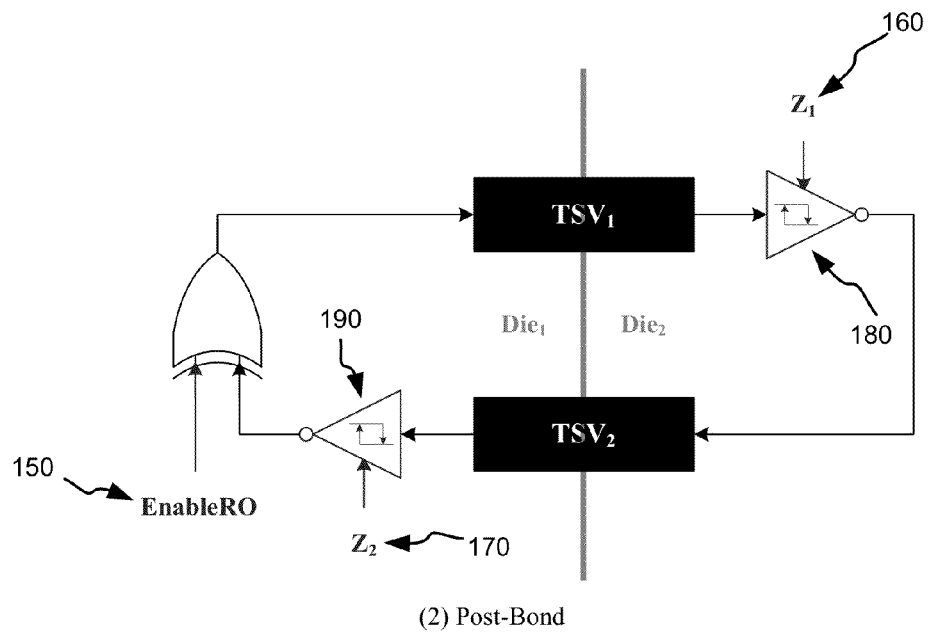 160
Z₁
TSV₁
190
Die₁ Die₂
180
TSV₂
150
EnableRO
Z₂
170
(2) Post-Bond